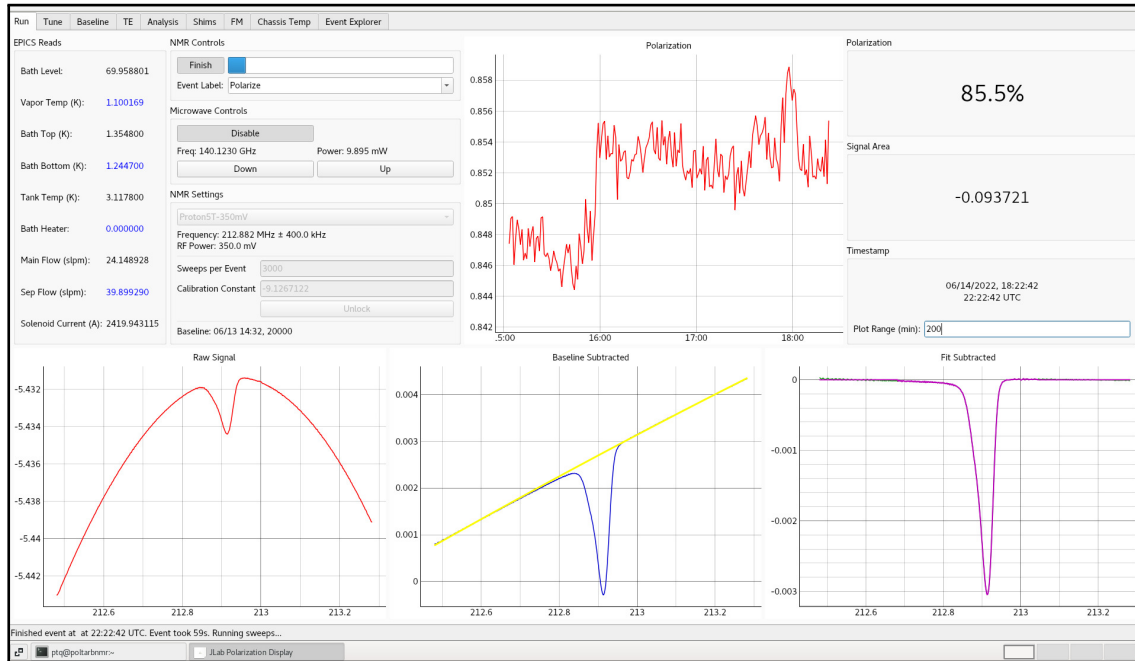 Run Tune Baseline TE Analysis Shims FM Chassis Temp Event Explorer
EPICS Reads
Bath Level: 69.958801
Vapor Temp (K): 1.100169
Bath Top (K): 1.354800
Bath Bottom (K): 1.244700
Tank Temp (K): 3.117800
Bath Heater: 0.000000
Main Flow (slpm): 24.148928
Sep Flow (slpm): 39.899290
Solenoid Current (A): 2419.943115
NMR Controls
Finish
Event Label: Polarize
Microwave Controls
Disable
Freq: 140.1230 GHz Power: 9.895 mW
Down Up
NMR Settings
Proton5T-350mV
Frequency: 212.882 MHz ± 400.0 kHz
RF Power: 350.0 mV
Sweeps per Event 3000
Calibration Constant -9.1267122
Unlock
Baseline: 06/13 14:32, 20000
Polarization
0.858
0.856
0.854
0.852
0.85
0.848
0.846
0.844
0.842
.5:00 16:00 17:00 18:00
Polarization
85.5%
Signal Area
-0.093721
Timestamp
06/14/2022, 18:22:42
22:22:42 UTC
Plot Range (min): 200
Raw Signal
-5.432
-5.434
-5.436
-5.438
-5.44
-5.442
212.6 212.8 213 213.2
Baseline Subtracted
0.004
0.003
0.002
0.001
0
212.6 212.8 213 213.2
Fit Subtracted
0
-0.001
-0.002
-0.003
212.6 212.8 213 213.2
Finished event at at 22:22:42 UTC. Event took 59s. Running sweeps...
ptq@poltarbnmr:~ JLab Polarization Display